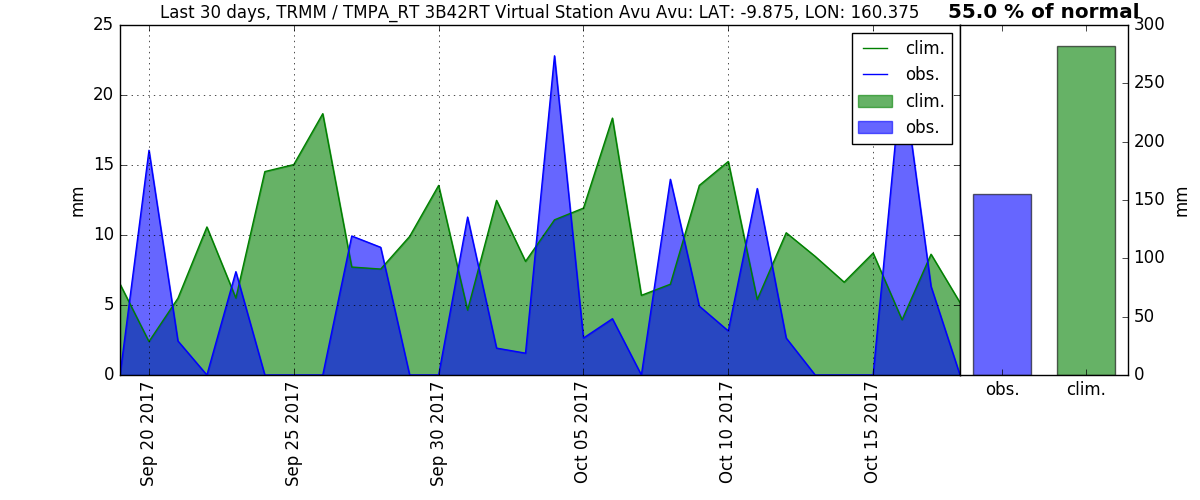 Last 30 days, TRMM / TMPA_RT 3B42RT Virtual Station Avu Avu: LAT: -9.875, LON: 160.375
55.0 % of normal
25
20
15
10
5
0
mm
clim.
obs.
clim.
obs.
Sep 20 2017
Sep 25 2017
Sep 30 2017
Oct 05 2017
Oct 10 2017
Oct 15 2017
300
250
200
150
100
50
0
mm
obs.
clim.